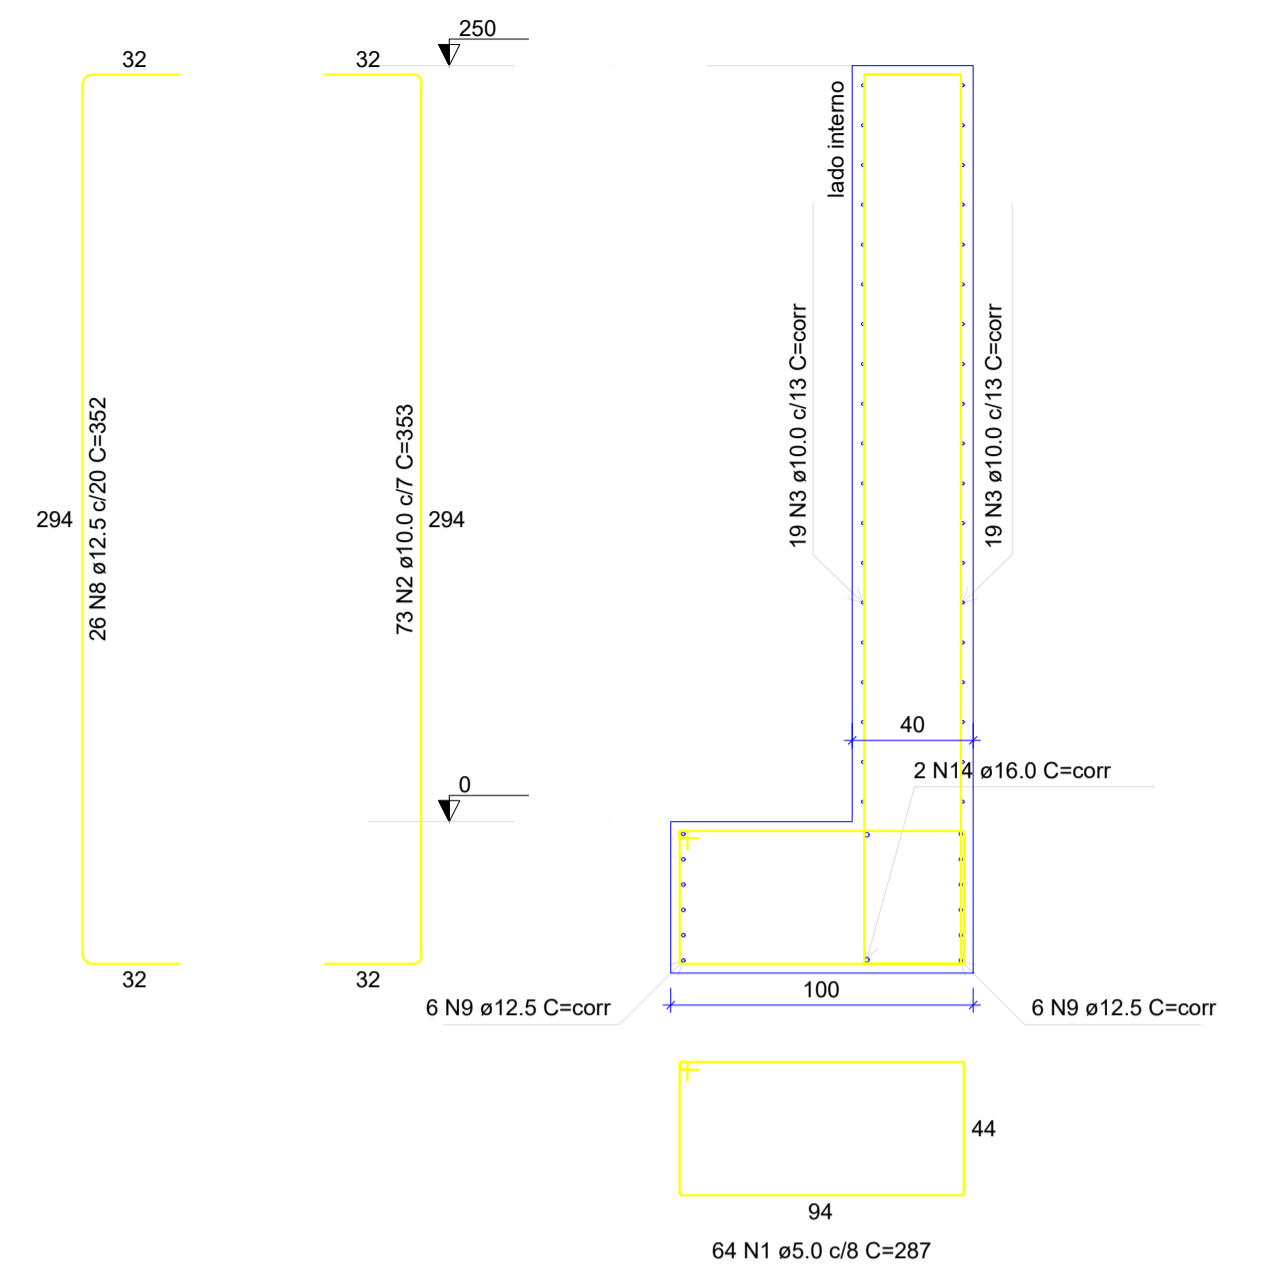 250
32
32
lado interno
19 N3 ø10.0 c/13 C=corr
19 N3 ø10.0 c/13 C=corr
294
26 N8 ø12.5 c/20 C=352
73 N2 ø10.0 c/7 C=353
294
40
2 N14 ø16.0 C=corr
0
32
32
100
6 N9 ø12.5 C=corr
6 N9 ø12.5 C=corr
44
94
64 N1 ø5.0 c/8 C=287